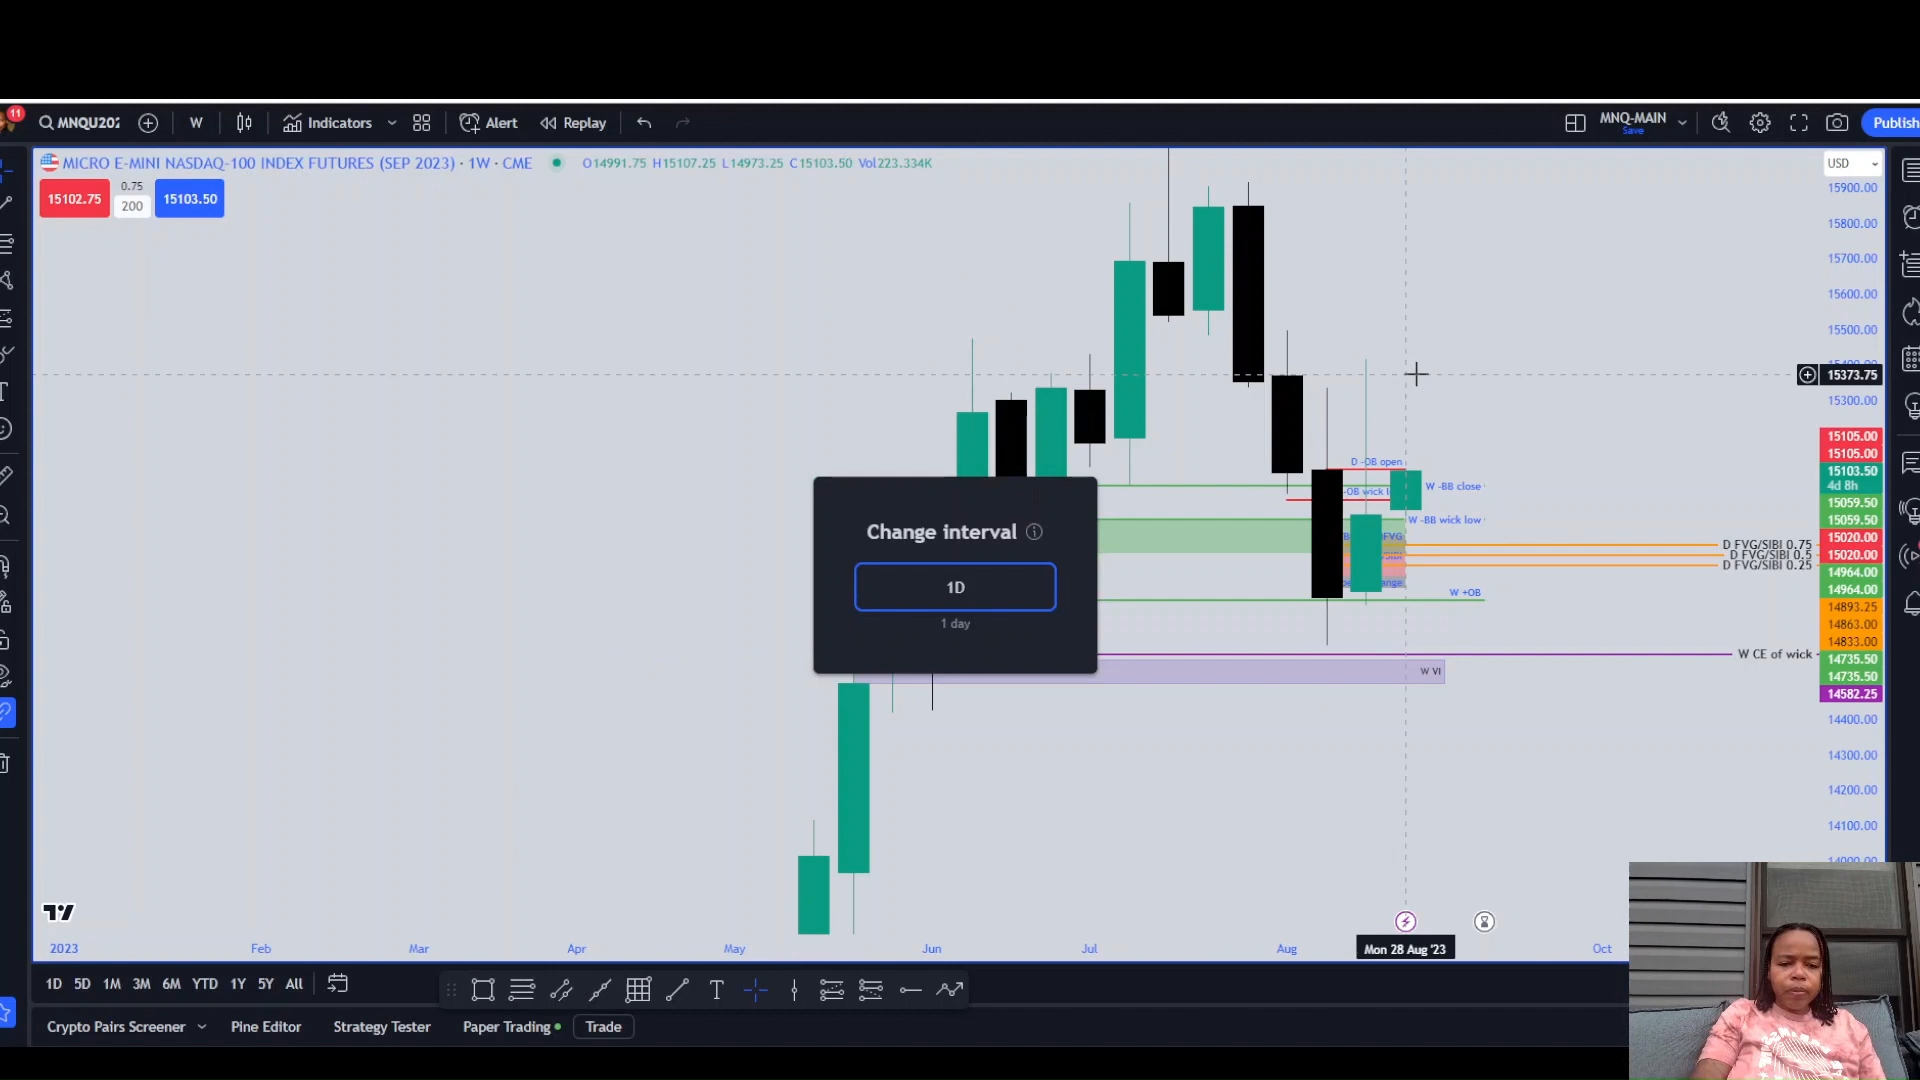 11
MNQU202
W
Indicators
Alert
Replay
MNQ-MAIN
Save
Publish
MICRO E-MINI NASDAQ-100 INDEX FUTURES (SEP 2023) · 1W · CME
O14991.75 H15107.25 L14973.25 C15103.50 Vol223.334K
USD
15102.75
0.75
200
15103.50
15900.00
15800.00
15700.00
15600.00
15500.00
15373.75
15300.00
D -OB open
W -BB close
-OB wick l
W -BB wick low
D FVG/SIBI 0.75
D FVG/SIBI 0.5
D FVG/SIBI 0.25
W +OB
W CE of wick
W VI
15105.00
15105.00
15103.50
4d 8h
15059.50
15059.50
15020.00
15020.00
14964.00
14964.00
14893.25
14863.00
14833.00
14735.50
14735.50
14582.25
14400.00
14300.00
14200.00
14100.00
Change interval
1D
1 day
2023
Feb
Mar
Apr
May
Jun
Jul
Aug
Mon 28 Aug '23
Oct
1D 5D 1M 3M 6M YTD 1Y 5Y All
Crypto Pairs Screener
Pine Editor
Strategy Tester
Paper Trading
Trade